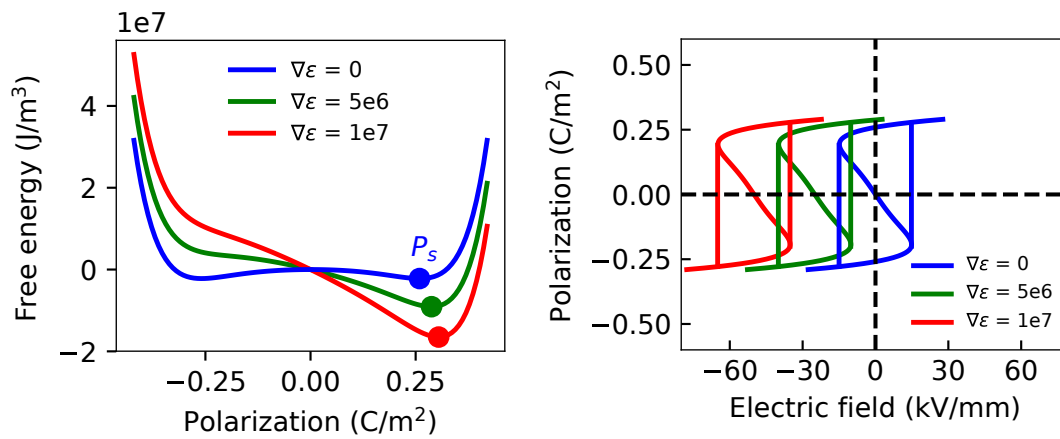 1e7
∇ε = 0
∇ε = 5e6
∇ε = 1e7
P_s
4
2
0
−2
−0.25
0.00
0.25
Free energy (J/m³)
Polarization (C/m²)
0.50
0.25
0.00
−0.25
−0.50
∇ε = 0
∇ε = 5e6
∇ε = 1e7
−60
−30
0
30
60
Polarization (C/m²)
Electric field (kV/mm)